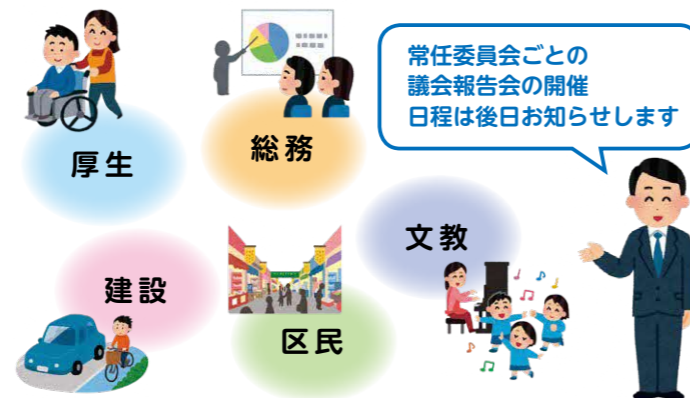 常任委員会ごとの
議会報告会の開催
日程は後日お知らせします
厚生
総務
文教
建設
区民